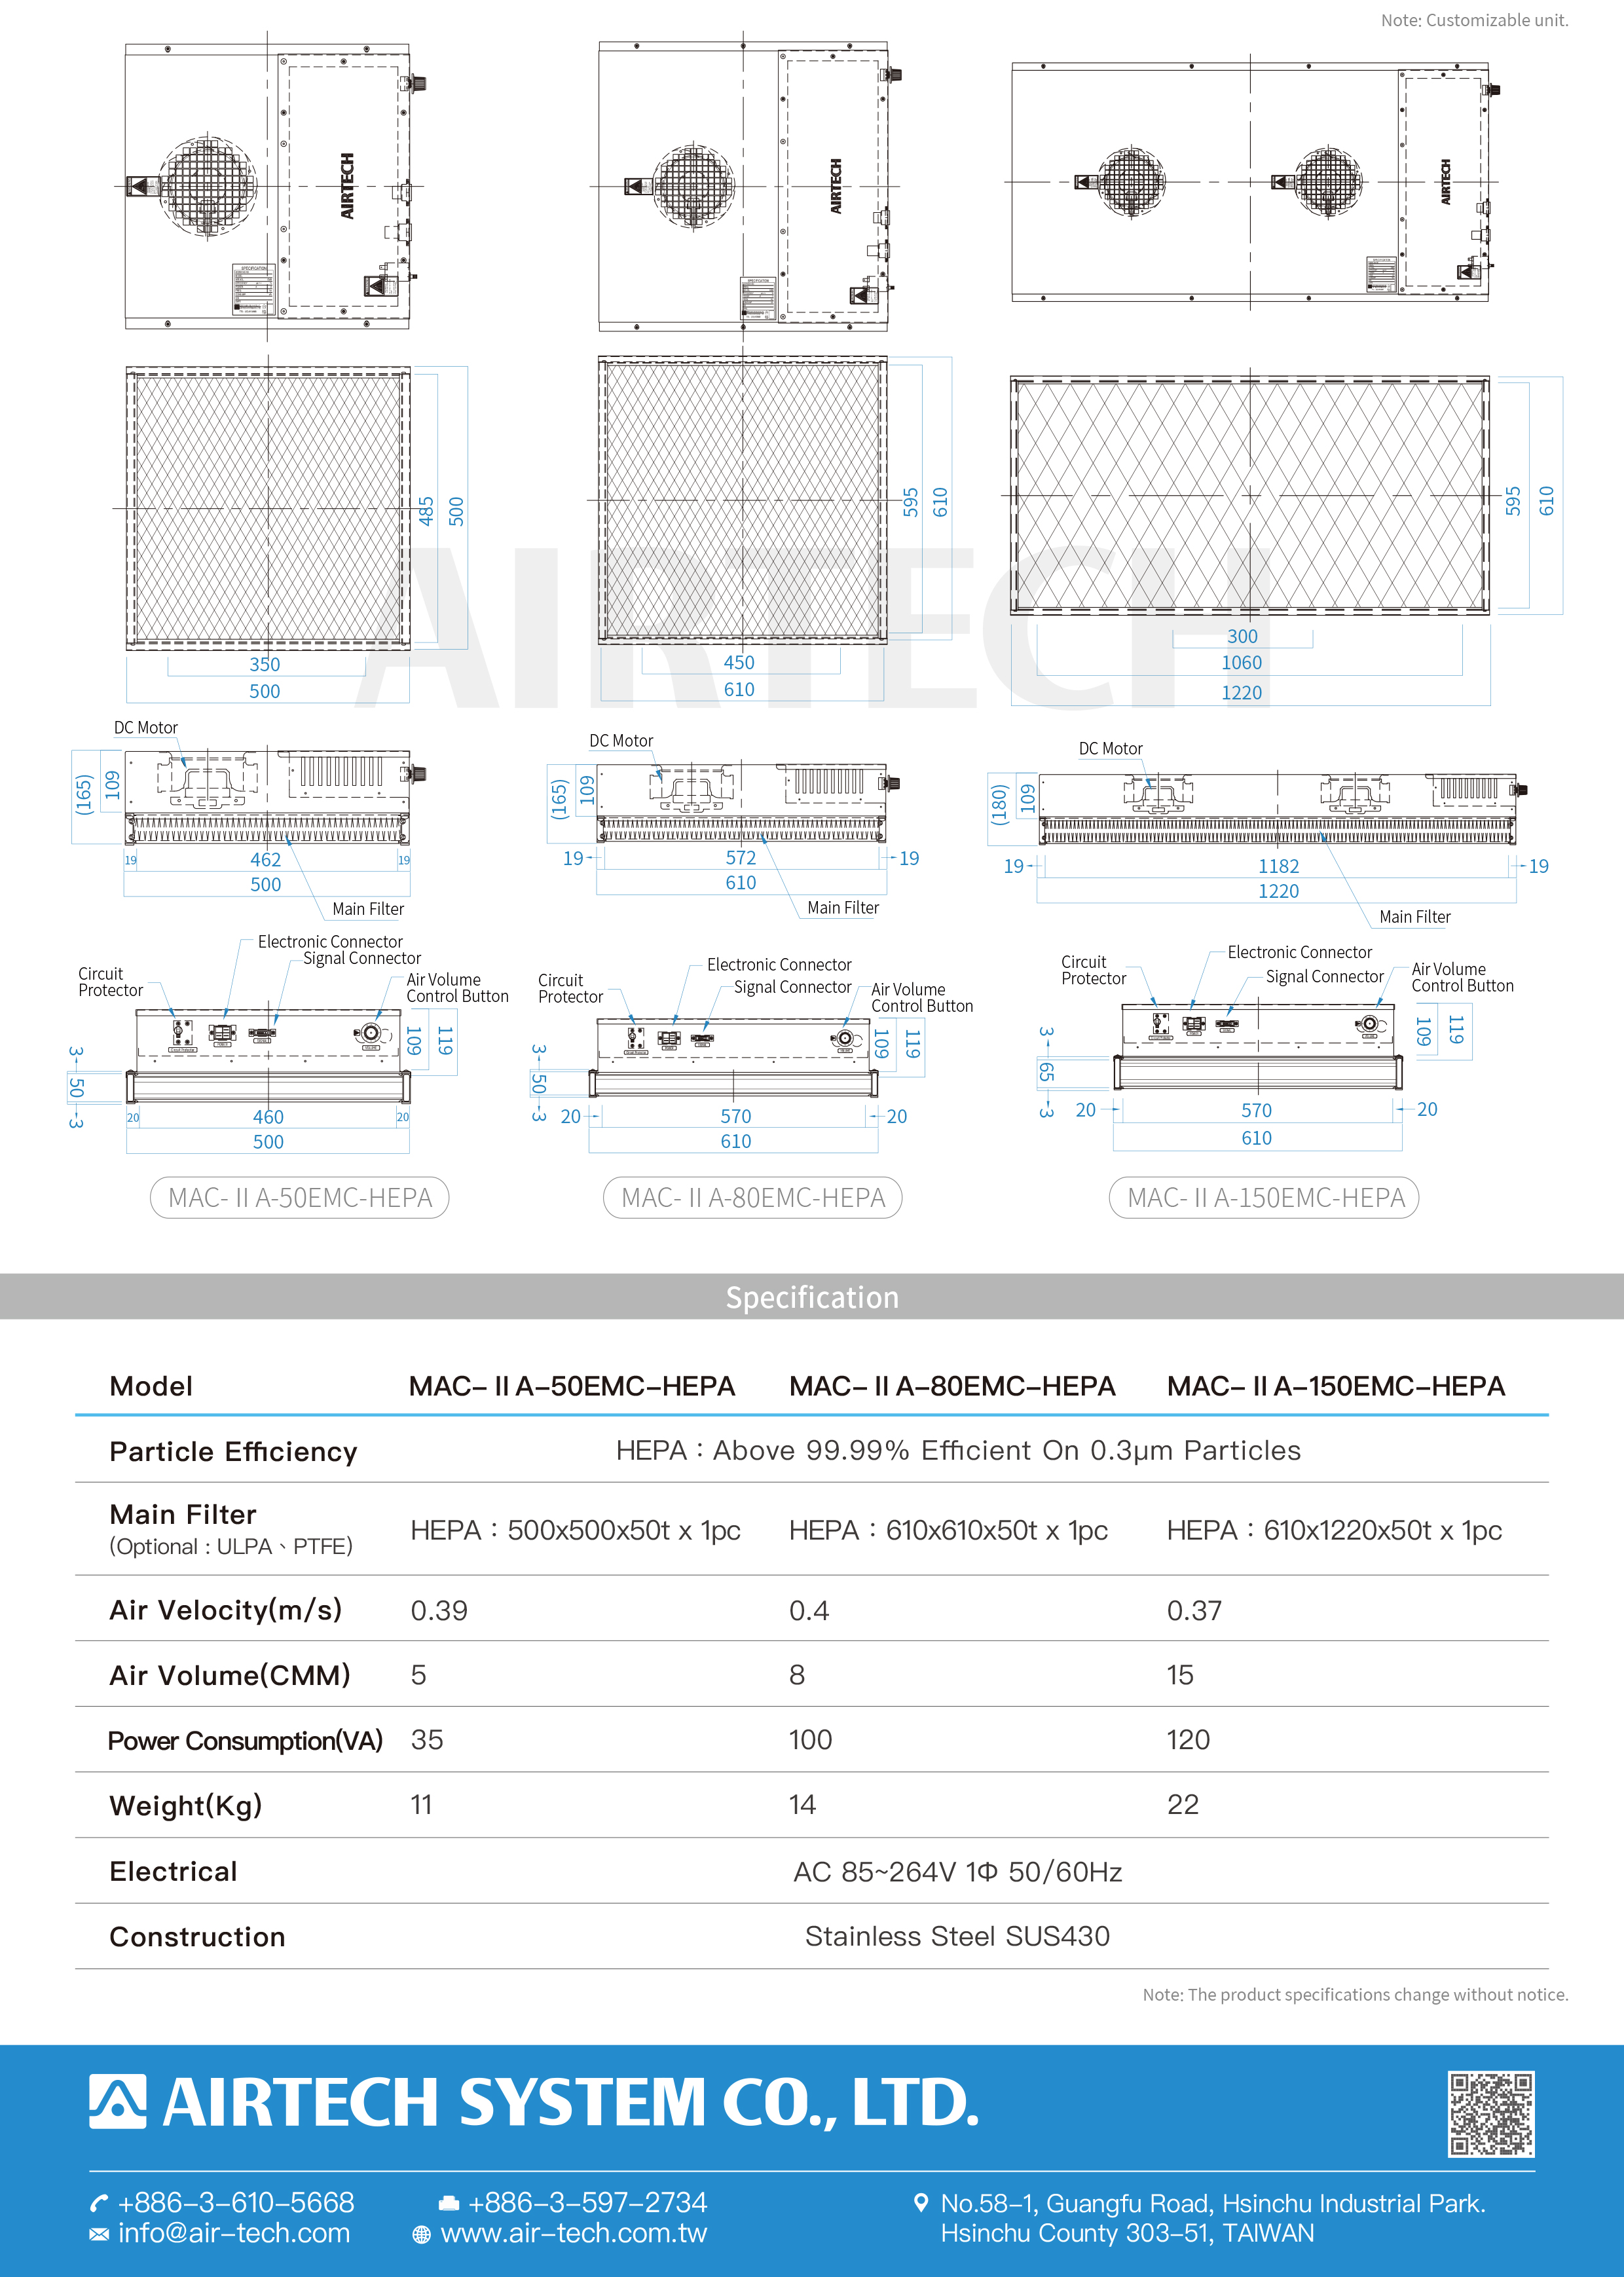 Note: Customizable unit.
AIRTECH
SPECIFICATION
AIRTECH
SPECIFICATION
AIRTECH
AIRTECH
485
500
350
500
595
610
450
610
595
610
300
1060
1220
DC Motor
(165)
109
19
462
19
500
Main Filter
DC Motor
(165)
109
19
572
19
610
Main Filter
DC Motor
(180)
109
19
1182
19
1220
Main Filter
Electronic Connector
Signal Connector
Circuit
Protector
Air Volume
Control Button
109
119
3
50
3
20
460
20
500
Electronic Connector
Signal Connector
Circuit
Protector
Air Volume
Control Button
109
119
3
50
3
20
570
20
610
Electronic Connector
Signal Connector
Circuit
Protector
Air Volume
Control Button
109
119
3
65
3
20
570
20
610
MAC- II A-50EMC-HEPA
MAC- II A-80EMC-HEPA
MAC- II A-150EMC-HEPA
Specification
Model MAC- II A-50EMC-HEPA MAC- II A-80EMC-HEPA MAC- II A-150EMC-HEPA
Particle Efficiency HEPA : Above 99.99% Efficient On 0.3μm Particles
Main Filter
(Optional : ULPA、PTFE)
HEPA : 500x500x50t x 1pc HEPA : 610x610x50t x 1pc HEPA : 610x1220x50t x 1pc
Air Velocity(m/s) 0.39 0.4 0.37
Air Volume(CMM) 5 8 15
Power Consumption(VA) 35 100 120
Weight(Kg) 11 14 22
Electrical AC 85~264V 1Φ 50/60Hz
Construction Stainless Steel SUS430
Note: The product specifications change without notice.
AIRTECH SYSTEM CO., LTD.
+886-3-610-5668 +886-3-597-2734
info@air-tech.com www.air-tech.com.tw
No.58-1, Guangfu Road, Hsinchu Industrial Park.
Hsinchu County 303-51, TAIWAN